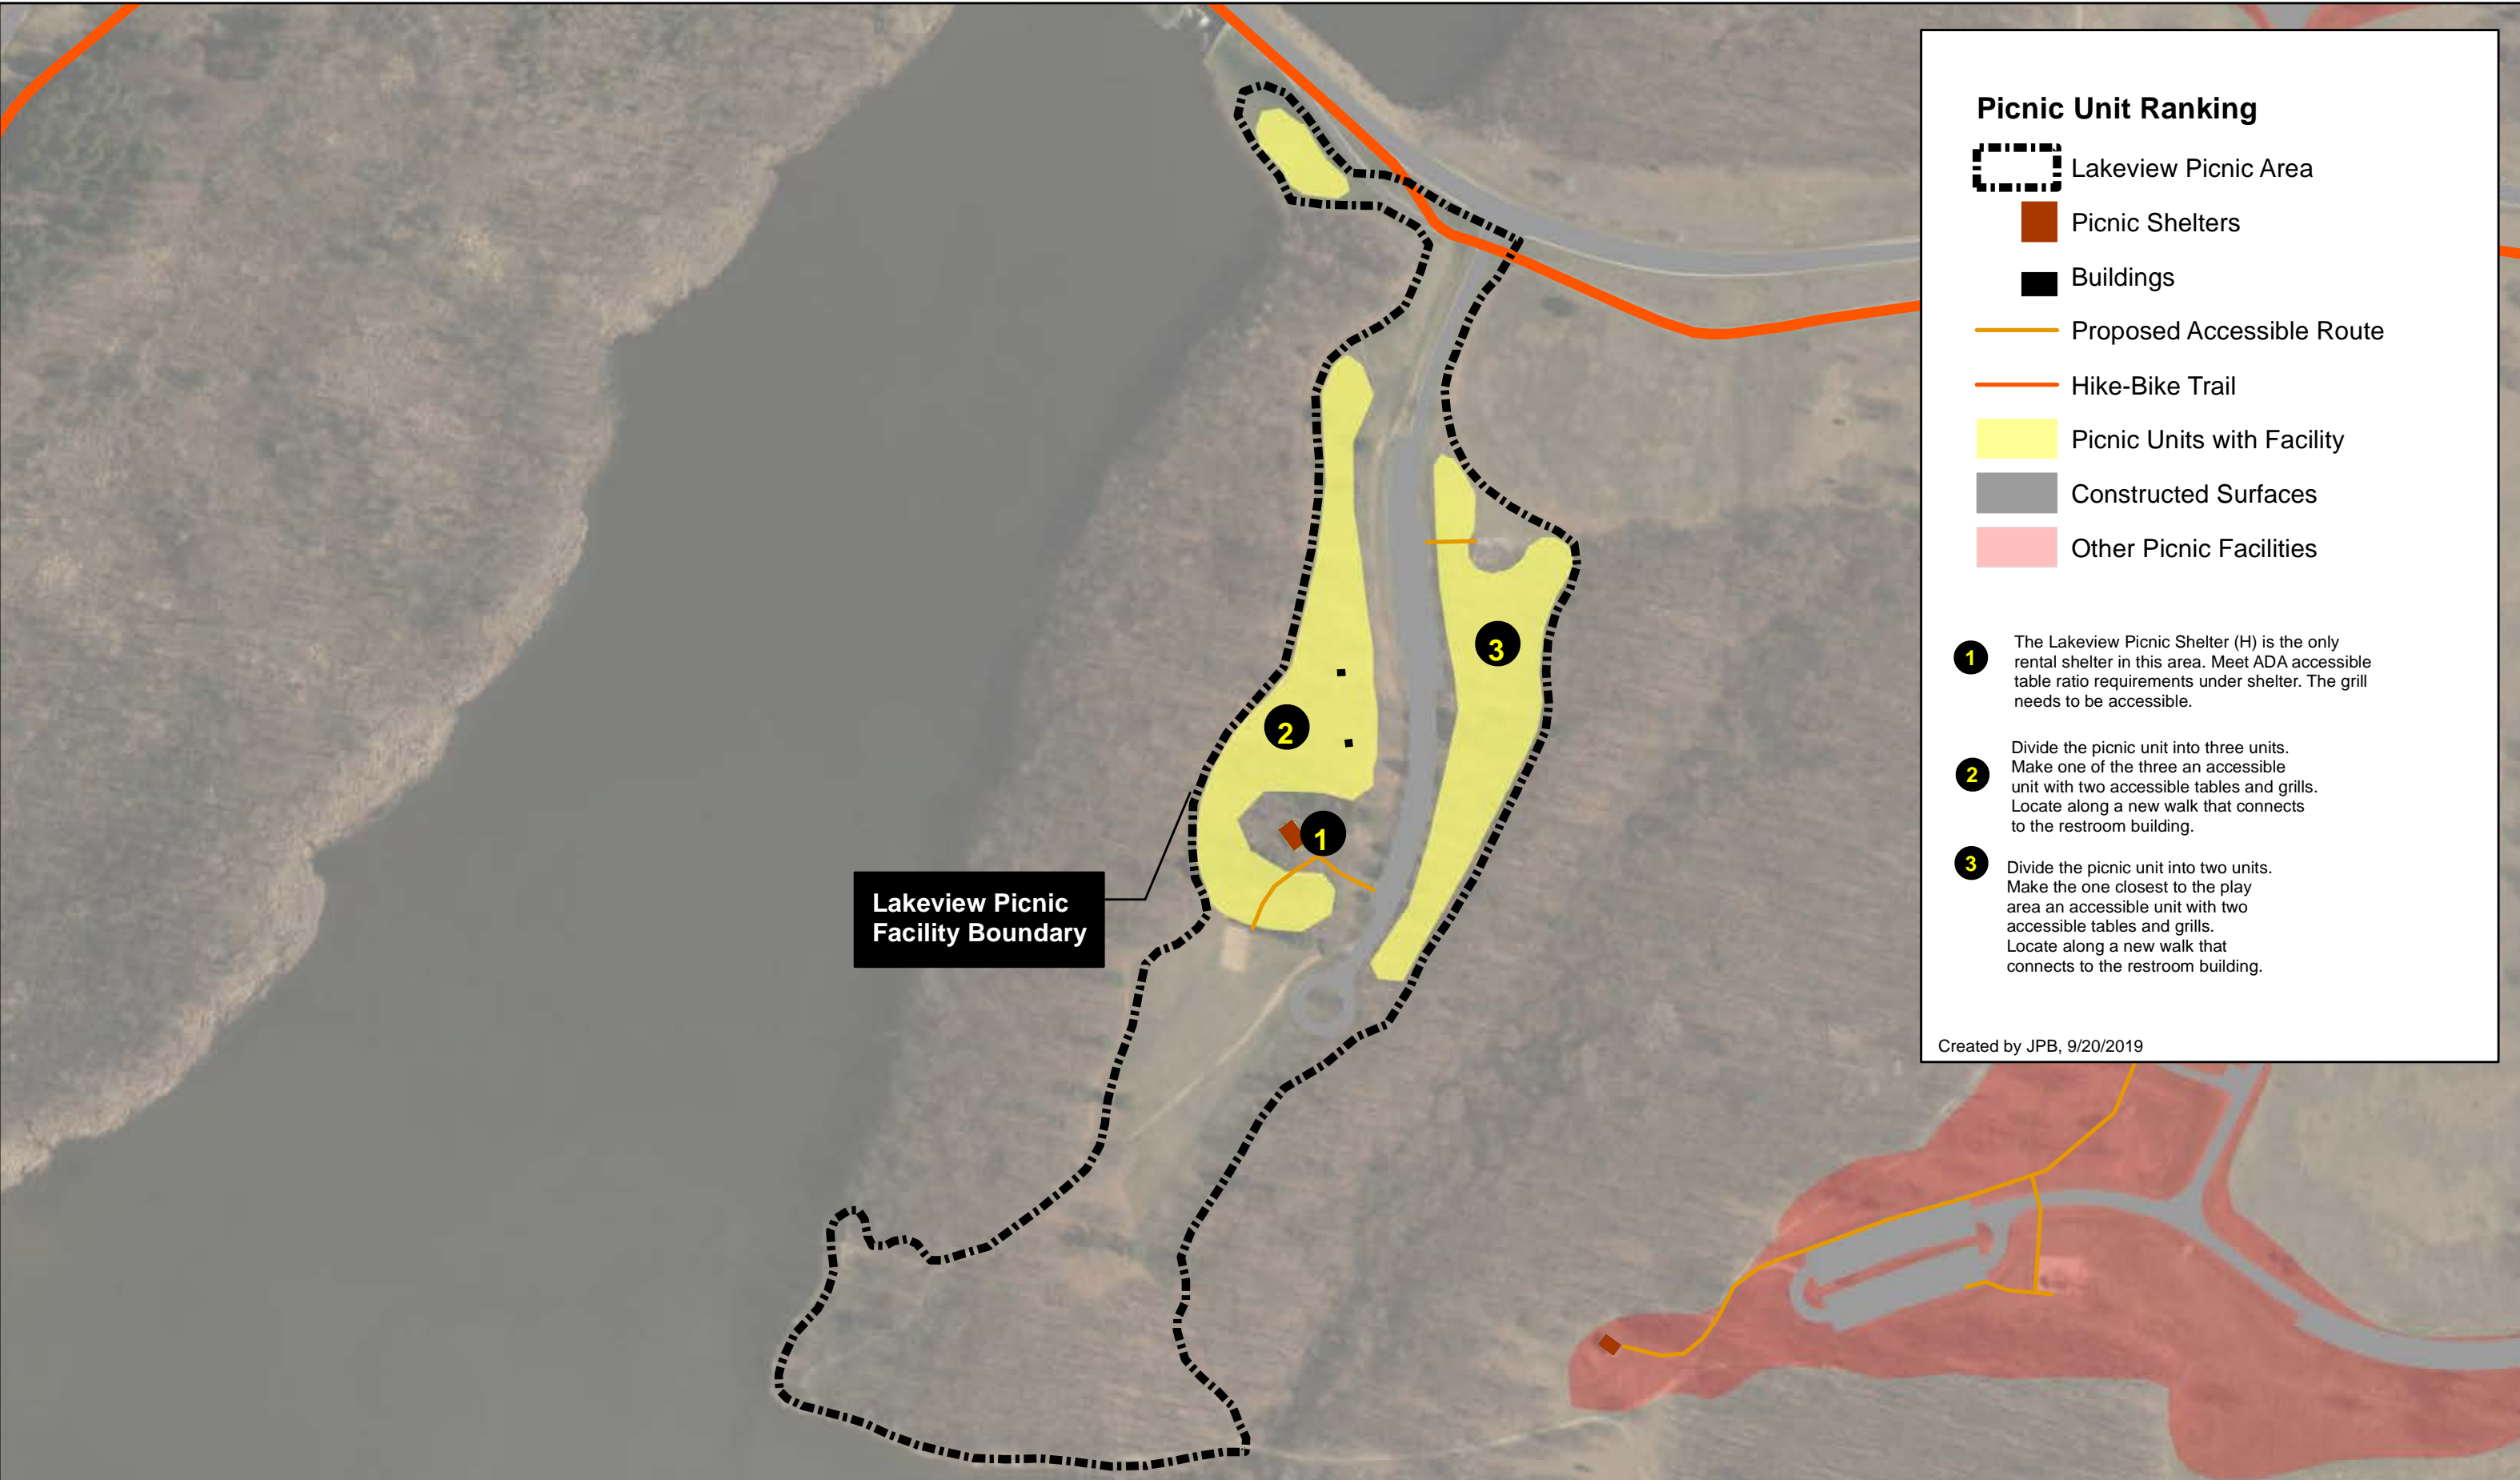 Picnic Unit Ranking
Lakeview Picnic Area
Picnic Shelters
Buildings
Proposed Accessible Route
Hike-Bike Trail
Picnic Units with Facility
Constructed Surfaces
Other Picnic Facilities
1
The Lakeview Picnic Shelter (H) is the only
rental shelter in this area. Meet ADA accessible
table ratio requirements under shelter. The grill
needs to be accessible.
2
Divide the picnic unit into three units.
Make one of the three an accessible
unit with two accessible tables and grills.
Locate along a new walk that connects
to the restroom building.
3
Divide the picnic unit into two units.
Make the one closest to the play
area an accessible unit with two
accessible tables and grills.
Locate along a new walk that
connects to the restroom building.
Created by JPB, 9/20/2019
3
2
1
Lakeview Picnic
Facility Boundary